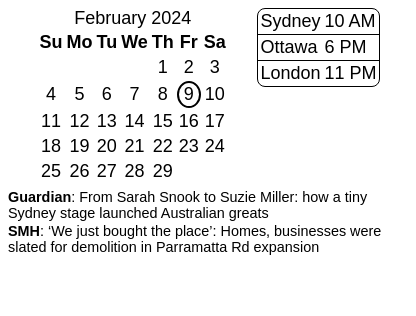 February 2024
Su Mo Tu We Th Fr Sa
1 2 3
4 5 6 7 8 9 10
11 12 13 14 15 16 17
18 19 20 21 22 23 24
25 26 27 28 29
Sydney 10 AM
Ottawa 6 PM
London 11 PM
Guardian: From Sarah Snook to Suzie Miller: how a tiny
Sydney stage launched Australian greats
SMH: ‘We just bought the place’: Homes, businesses were
slated for demolition in Parramatta Rd expansion